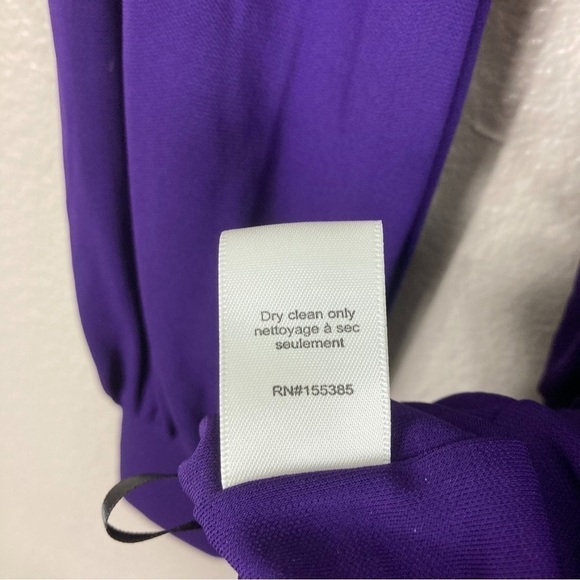 Dry clean only
nettoyage à sec
seulement
RN#155385